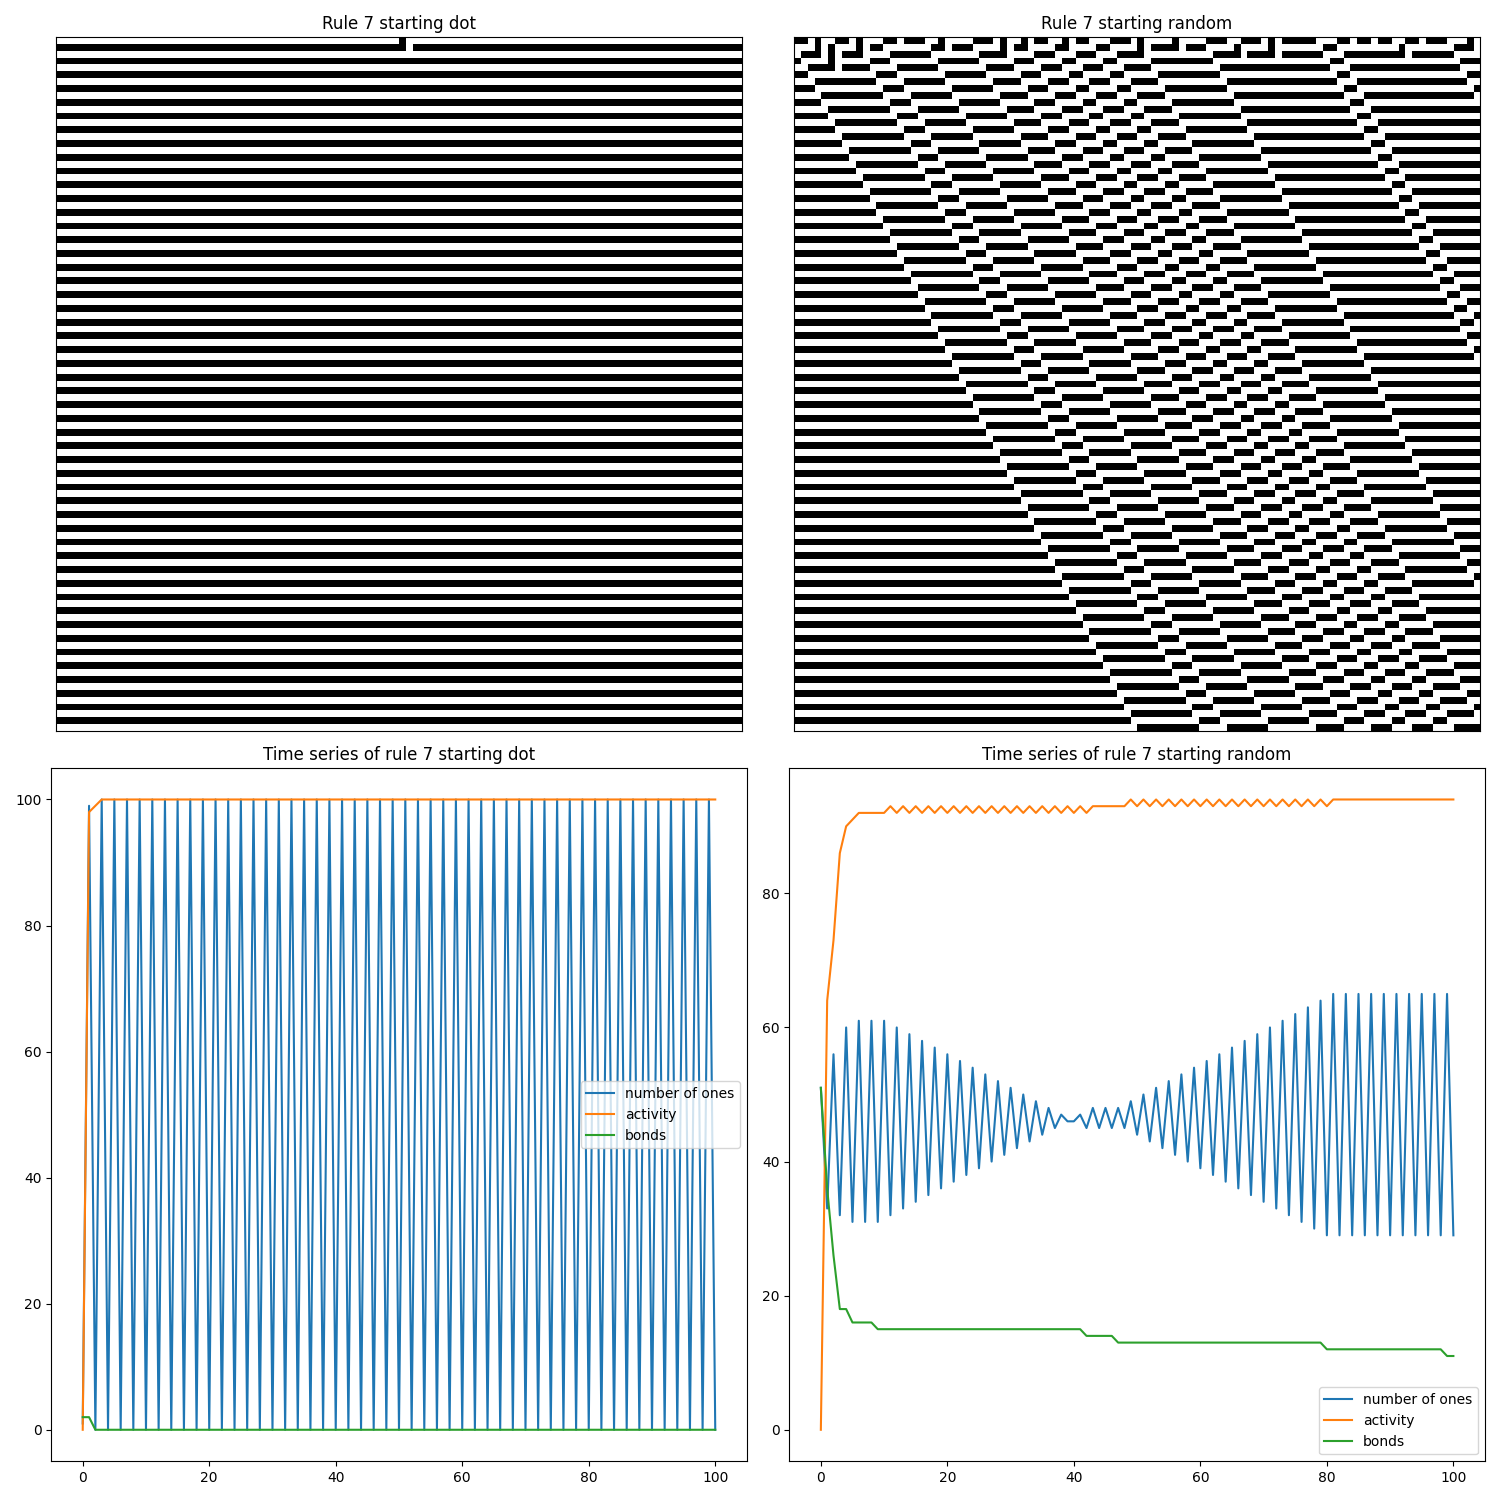 Rule 7 starting dot
Rule 7 starting random
Time series of rule 7 starting dot
100
80
60
40
20
0
0 20 40 60 80 100
number of ones
activity
bonds
Time series of rule 7 starting random
80
60
40
20
0
0 20 40 60 80 100
number of ones
activity
bonds